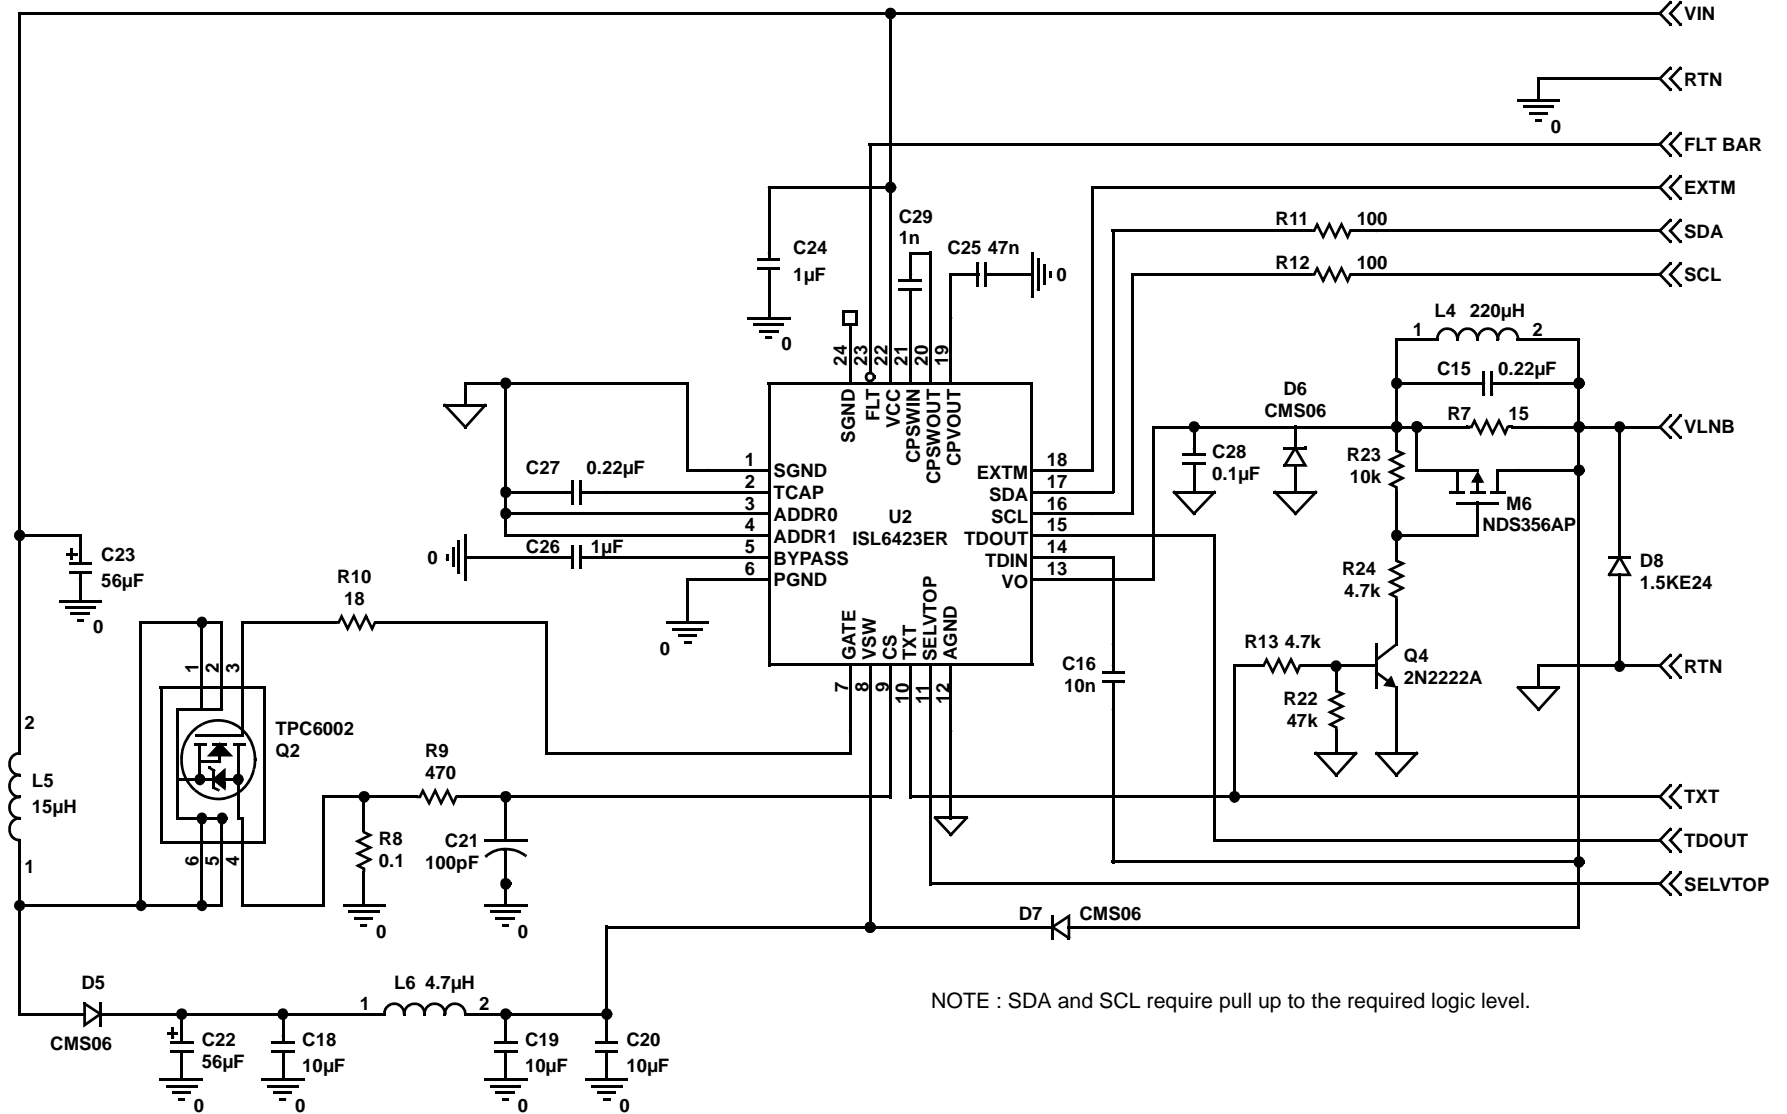 VIN
RTN
0
FLT BAR
EXTM
C29
1n
R11 100
SDA
C24
1µF
C25 47n
0
R12 100
SCL
0
L4 220µH
1 2
C15 0.22µF
24 23 22 21 20 19
SGND FLT VCC CPSWIN CPSWOUT CPVOUT
D6
CMS06
R7 15
VLNB
C27 0.22µF
1 SGND
2 TCAP
3 ADDR0
4 ADDR1
5 BYPASS
6 PGND
U2
ISL6423ER
EXTM 18
SDA 17
SCL 16
TDOUT 15
TDIN 14
VO 13
C28
0.1µF
R23
10k
M6
NDS356AP
0
C26 1µF
C23
56µF
0
R10
18
0
R24
4.7k
D8
1.5KE24
GATE VSW CS TXT SELVTOP AGND
7 8 9 10 11 12
1 2 3
C16
10n
R13 4.7k
Q4
2N2222A
RTN
R22
47k
2
L5
15µH
1
TPC6002
Q2
R9
470
TXT
R8
0.1
C21
100pF
6 5 4
TDOUT
SELVTOP
0
0
D7 CMS06
D5
CMS06
1 L6 4.7µH 2
NOTE : SDA and SCL require pull up to the required logic level.
C22
56µF
C18
10µF
C19
10µF
C20
10µF
0
0
0
0